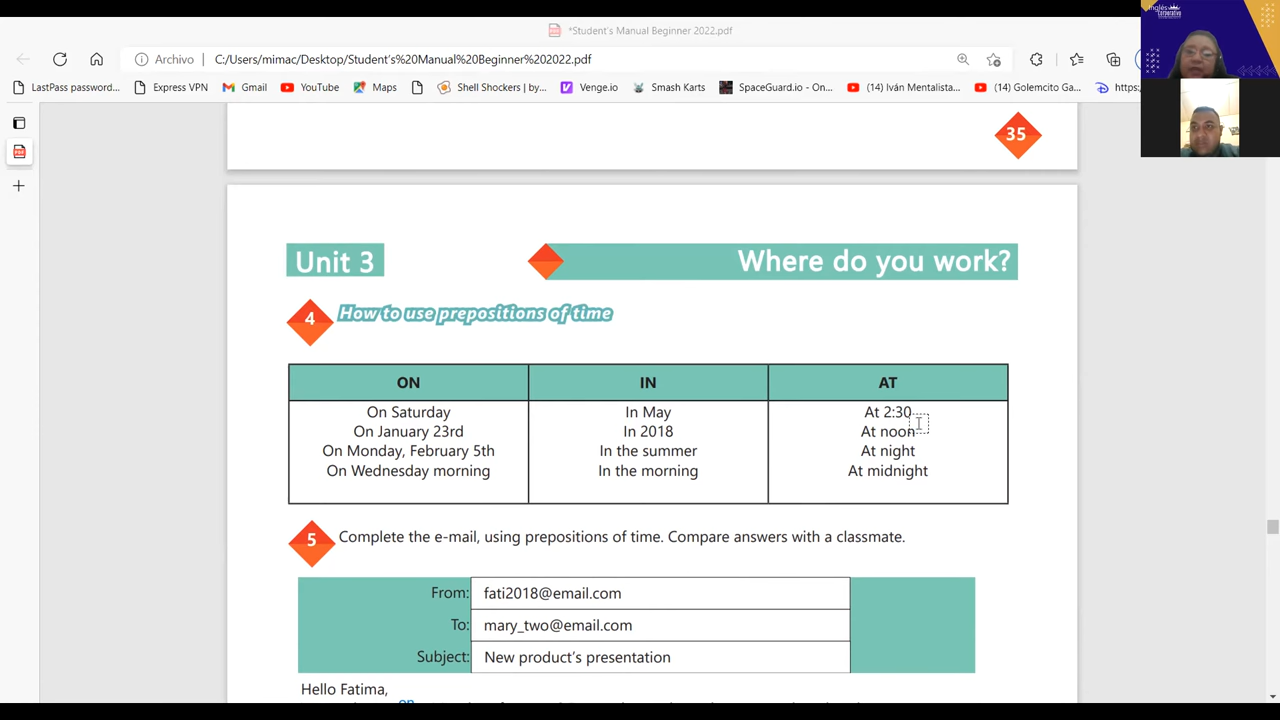 *Student's Manual Beginner 2022.pdf
Archivo C:/Users/mimac/Desktop/Student's%20Manual%20Beginner%202022.pdf
LastPass password... Express VPN Gmail YouTube Maps Shell Shockers | by... Venge.io Smash Karts SpaceGuard.io - On... (14) Iván Mentalista... (14) Golemcito Ga... https:
Inglés
Corporativo
35
Unit 3
Where do you work?
4 How to use prepositions of time
ON IN AT
On Saturday In May At 2:30
On January 23rd In 2018 At noon
On Monday, February 5th In the summer At night
On Wednesday morning In the morning At midnight
5 Complete the e-mail, using prepositions of time. Compare answers with a classmate.
From: fati2018@email.com
To: mary_two@email.com
Subject: New product's presentation
Hello Fatima,
on